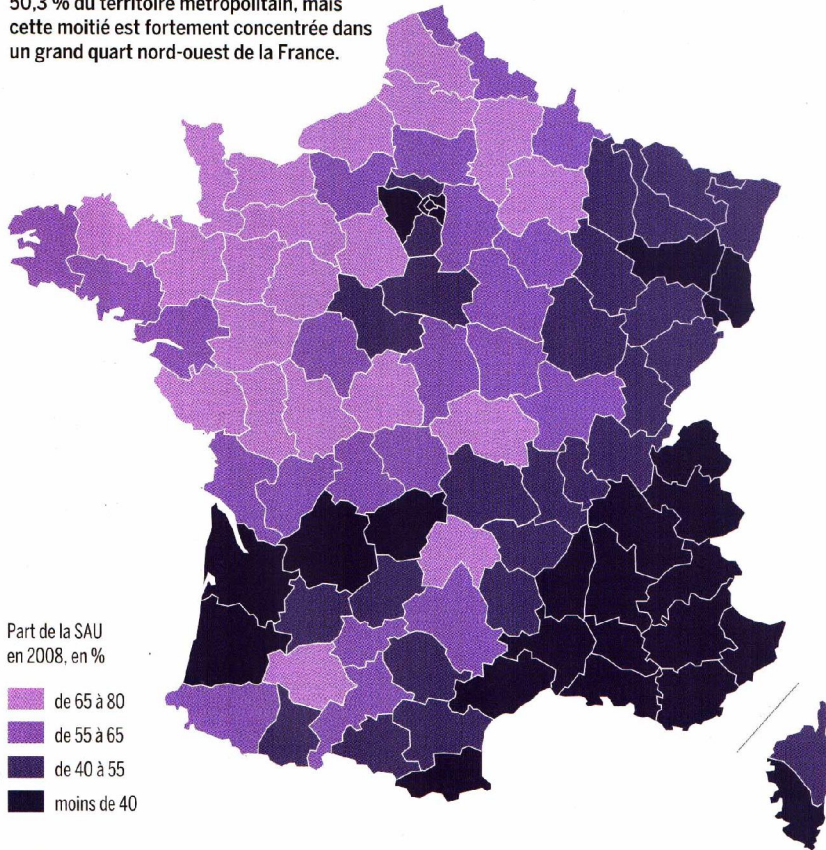 50,3 % du territoire métropolitain, mais
cette moitié est fortement concentrée dans
un grand quart nord-ouest de la France.
Part de la SAU
en 2008, en %
de 65 à 80
de 55 à 65
de 40 à 55
moins de 40